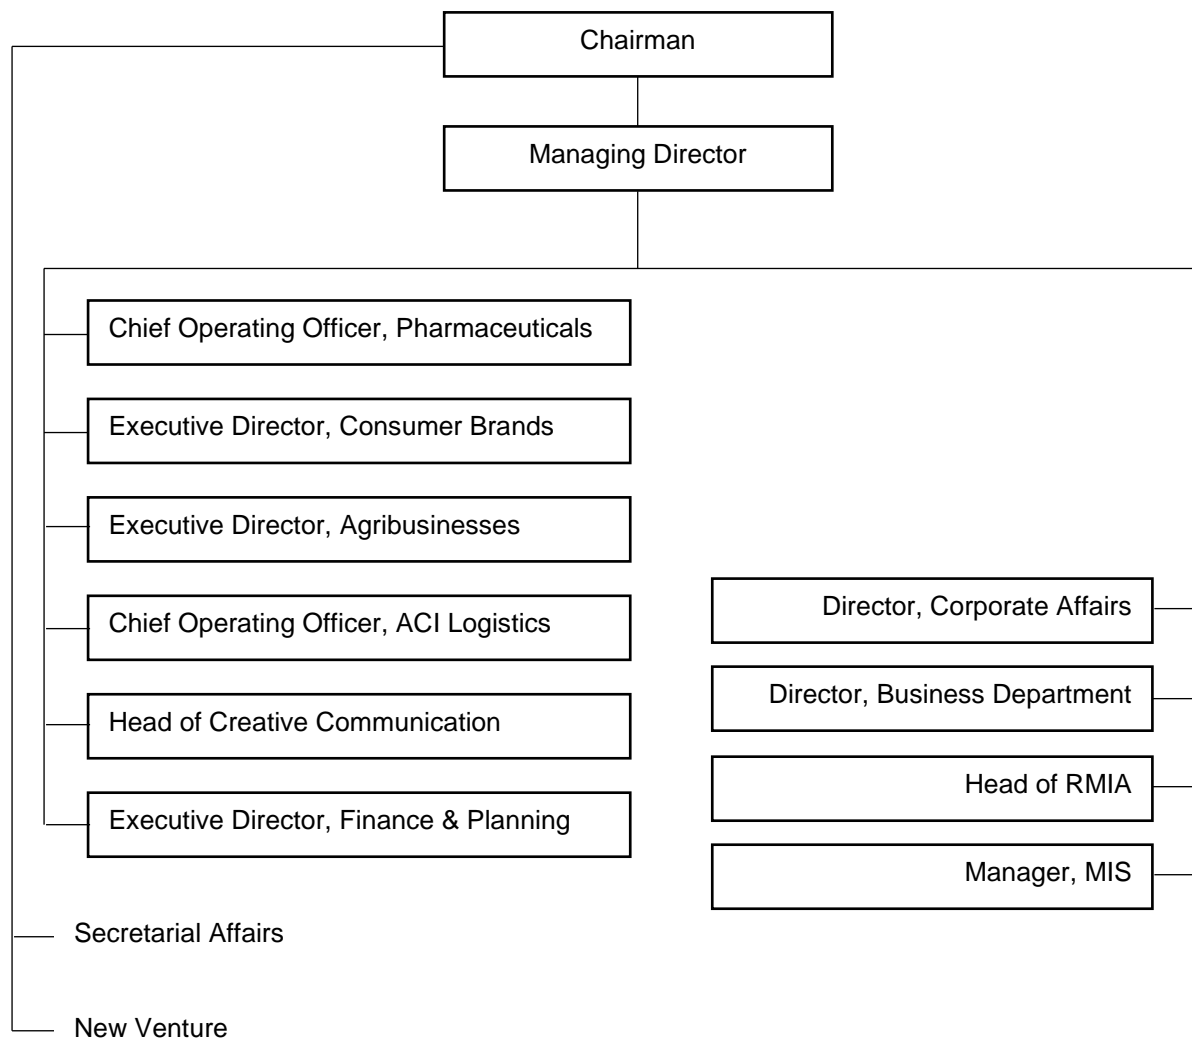 Chairman
Managing Director
Chief Operating Officer, Pharmaceuticals
Executive Director, Consumer Brands
Executive Director, Agribusinesses
Chief Operating Officer, ACI Logistics
Head of Creative Communication
Executive Director, Finance & Planning
Director, Corporate Affairs
Director, Business Department
Head of RMIA
Manager, MIS
Secretarial Affairs
New Venture